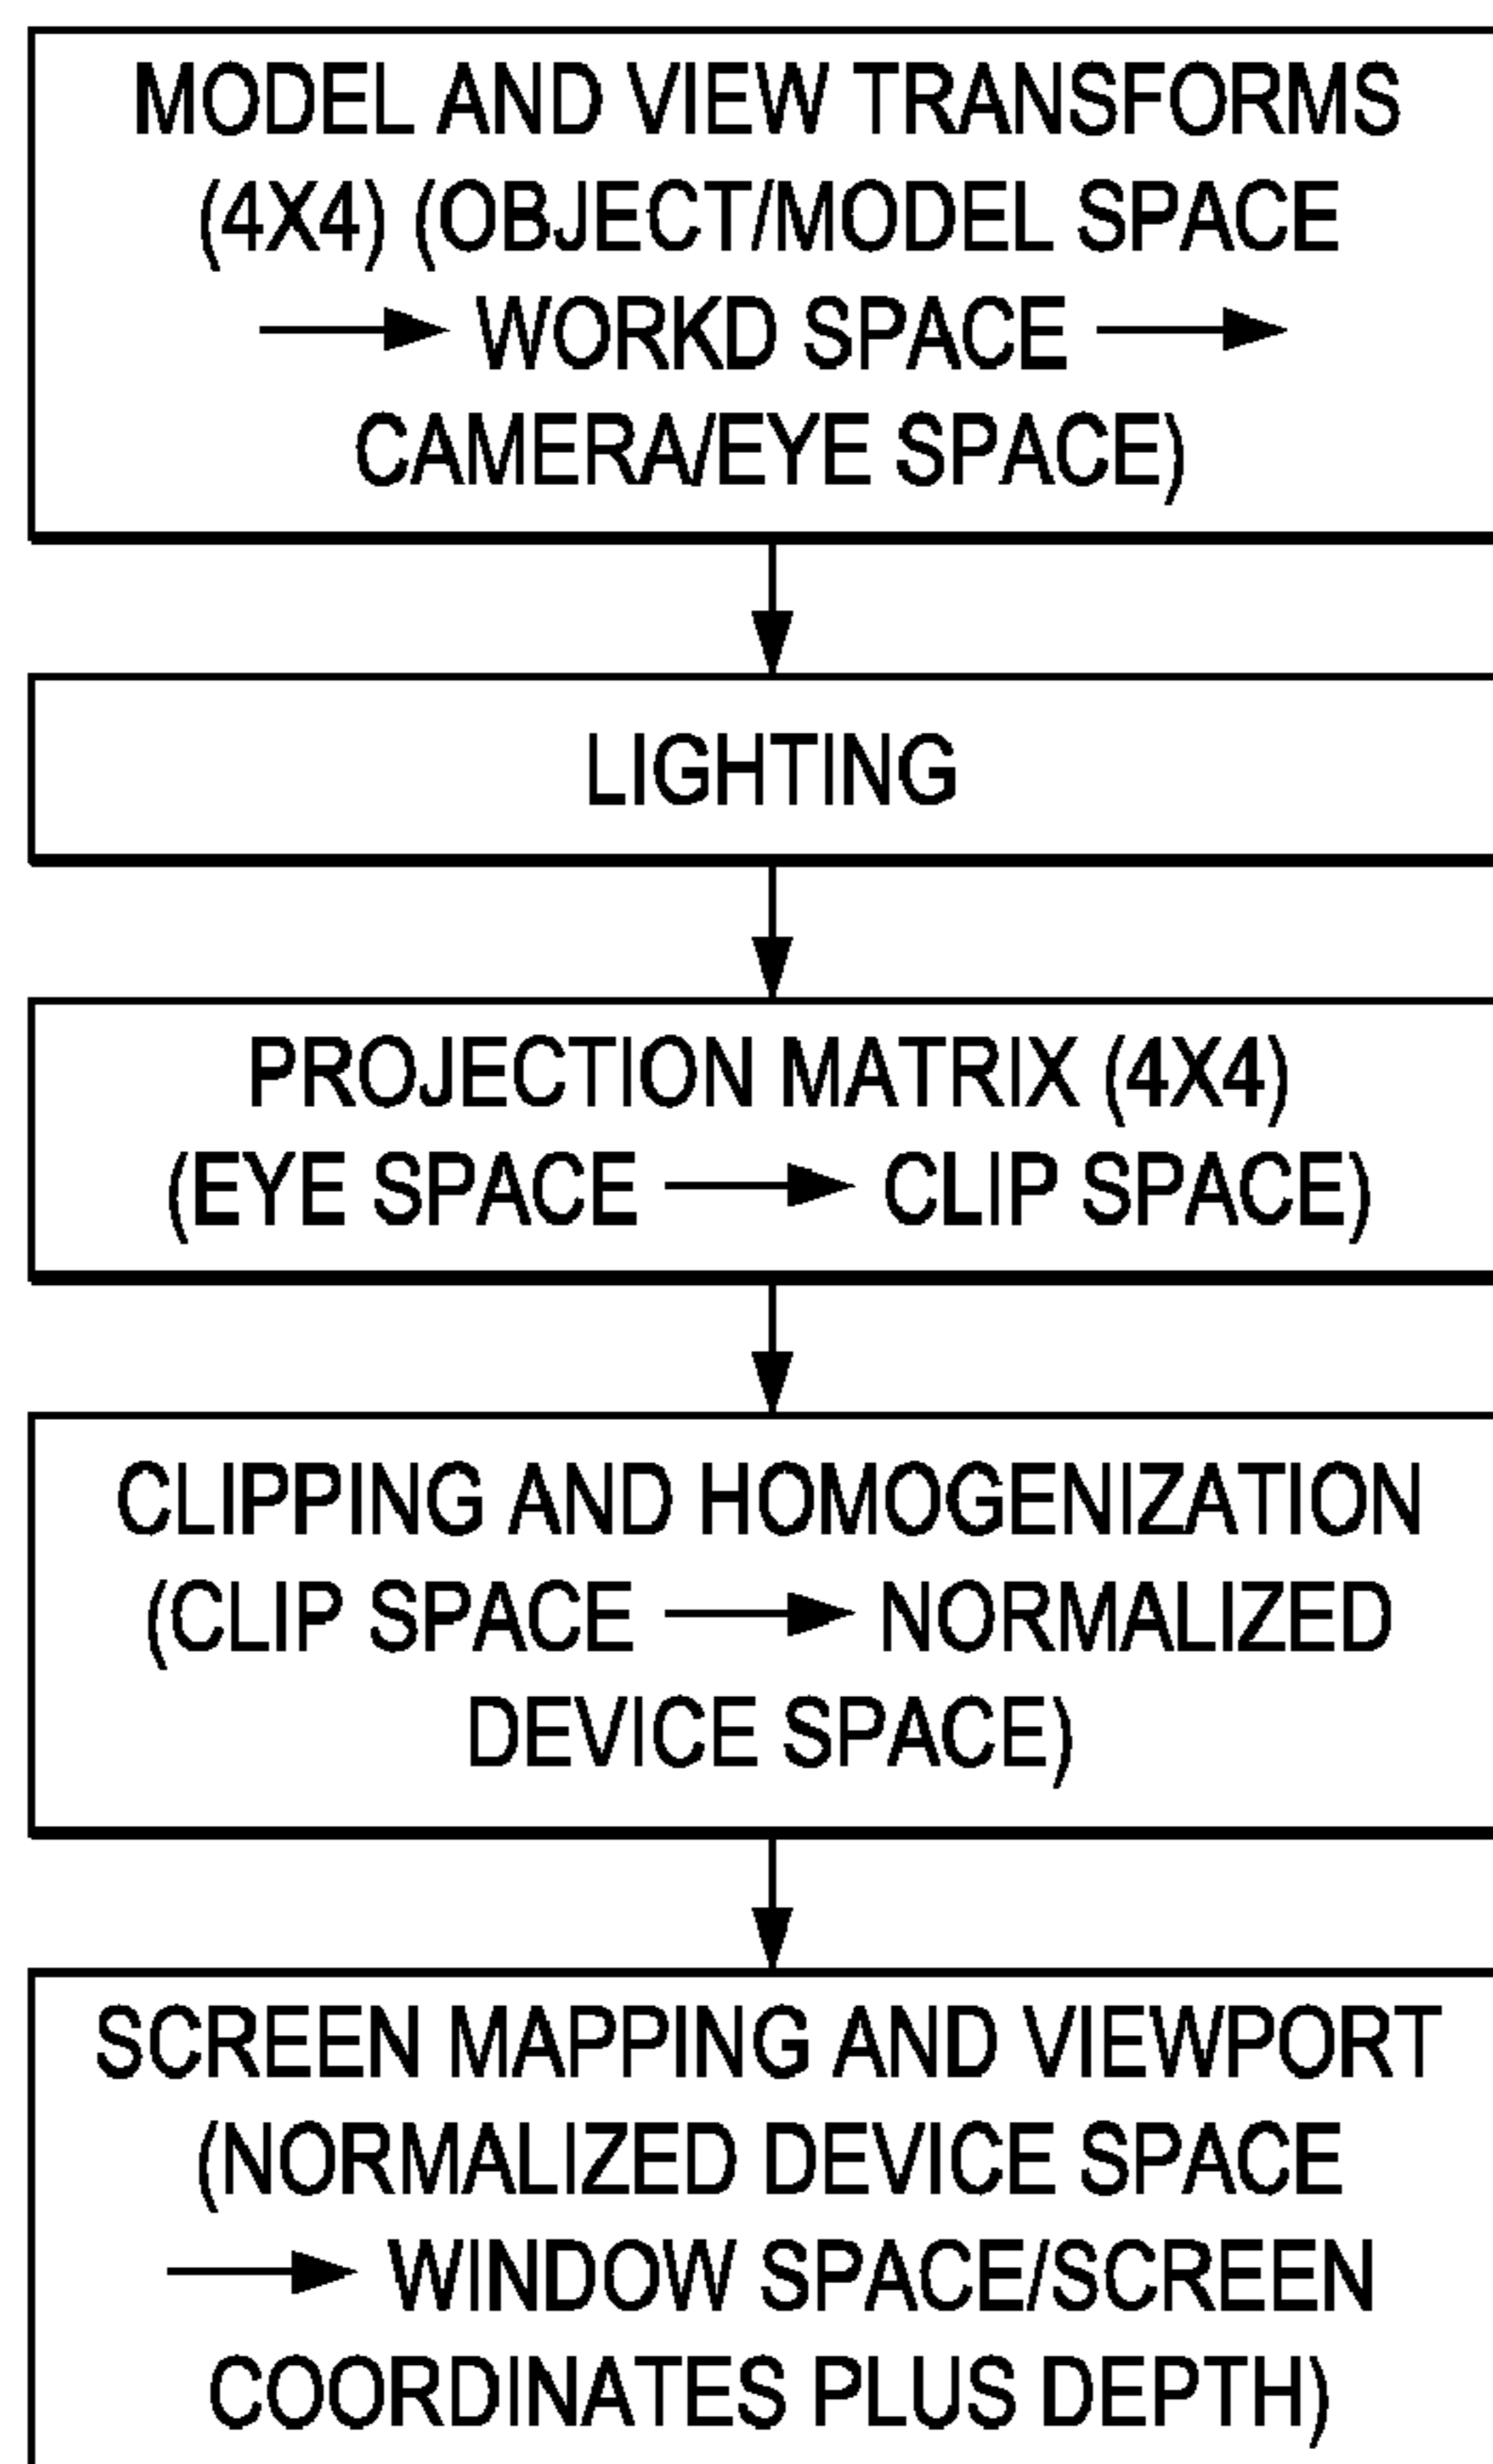 MODEL AND VIEW TRANSFORMS
(4X4) (OBJECT/MODEL SPACE
→ WORKD SPACE →
CAMERA/EYE SPACE)
LIGHTING
PROJECTION MATRIX (4X4)
(EYE SPACE → CLIP SPACE)
CLIPPING AND HOMOGENIZATION
(CLIP SPACE → NORMALIZED
DEVICE SPACE)
SCREEN MAPPING AND VIEWPORT
(NORMALIZED DEVICE SPACE
→ WINDOW SPACE/SCREEN
COORDINATES PLUS DEPTH)